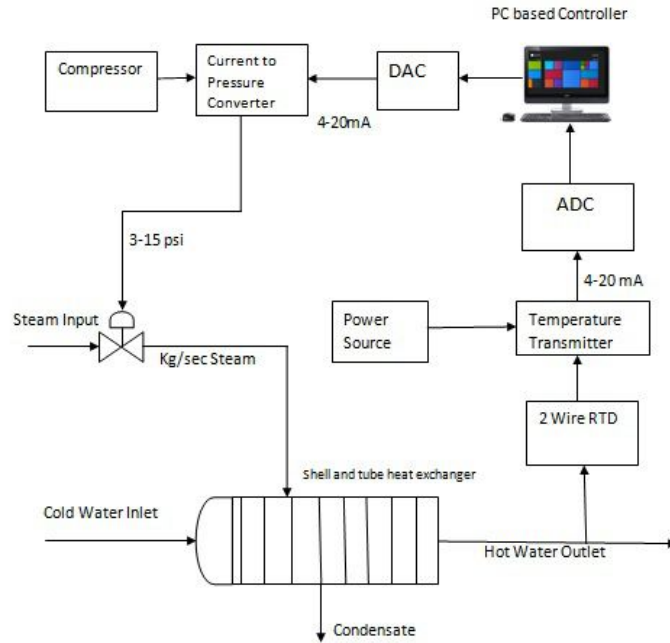 PC based Controller
Compressor
Current to
Pressure
Converter
DAC
4-20mA
ADC
3-15 psi
4-20 mA
Steam Input
Power
Source
Temperature
Transmitter
Kg/sec Steam
2 Wire RTD
Shell and tube heat exchanger
Cold Water Inlet
Hot Water Outlet
Condensate